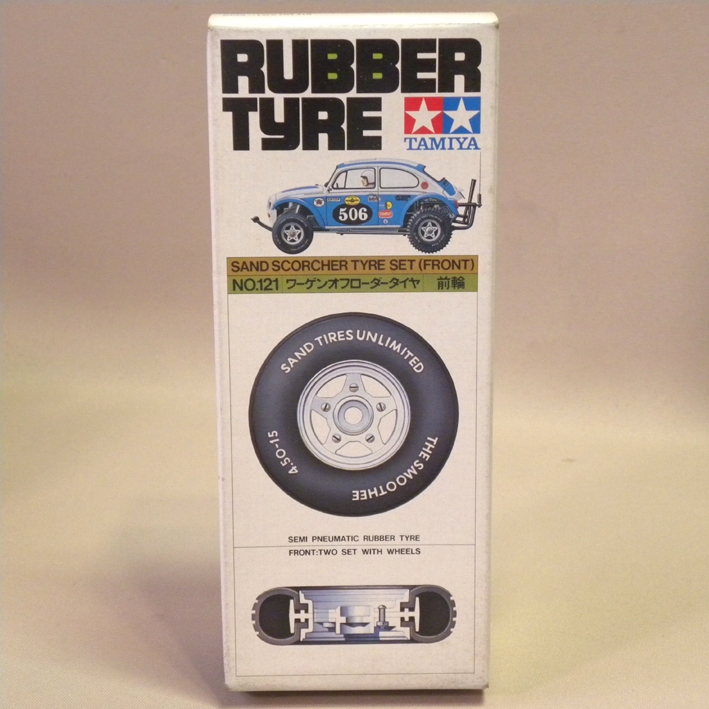 RUBBER
TYRE
TAMIYA
506
SAND SCORCHER TYRE SET (FRONT)
NO.121 ワーゲンオフローダータイヤ 前輪
SAND TIRES UNLIMITED
4.50-15
THE SMOOTHEE
SEMI PNEUMATIC RUBBER TYRE
FRONT:TWO SET WITH WHEELS